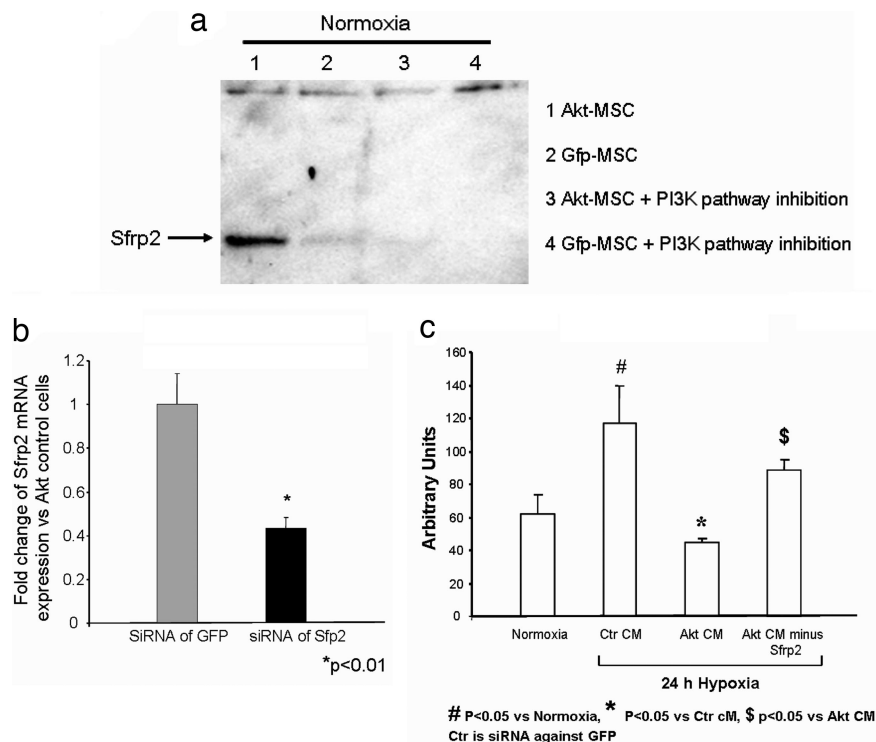 a
Normoxia
1 2 3 4
1 Akt-MSC
2 Gfp-MSC
3 Akt-MSC + PI3K pathway inhibition
Sfrp2
4 Gfp-MSC + PI3K pathway inhibition
b
Fold change of Sfrp2 mRNA
expression vs Akt control cells
1.2
1
0.8
0.6
0.4
0.2
0
*
SiRNA of GFP siRNA of Sfp2
*p<0.01
c
Arbitrary Units
160
140
120
100
80
60
40
20
0
#
*
$
Normoxia Ctr CM Akt CM Akt CM minus
Sfrp2
24 h Hypoxia
# P<0.05 vs Normoxia, * P<0.05 vs Ctr cM, $ p<0.05 vs Akt CM
Ctr is siRNA against GFP